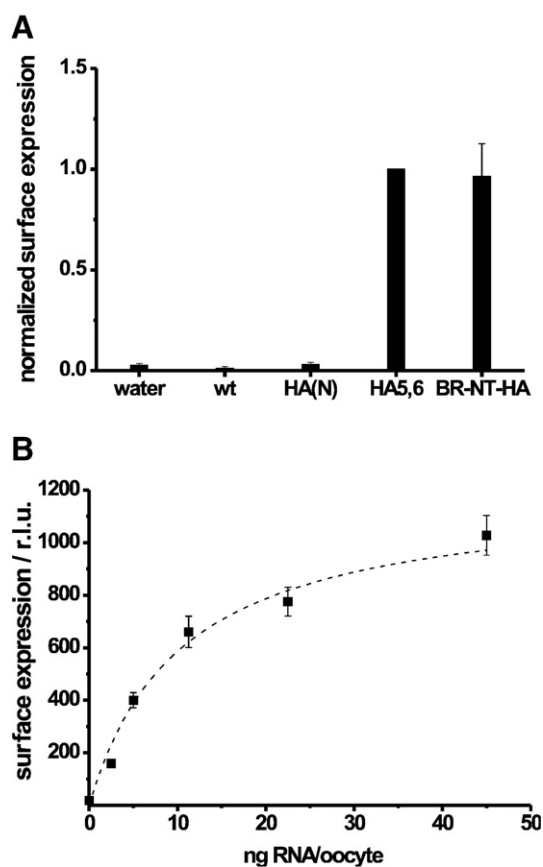 A
normalized surface expression
1.5
1.0
0.5
0.0
water wt HA(N) HA5,6 BR-NT-HA
B
surface expression / r.l.u.
1200
1000
800
600
400
200
0 10 20 30 40 50
ng RNA/oocyte